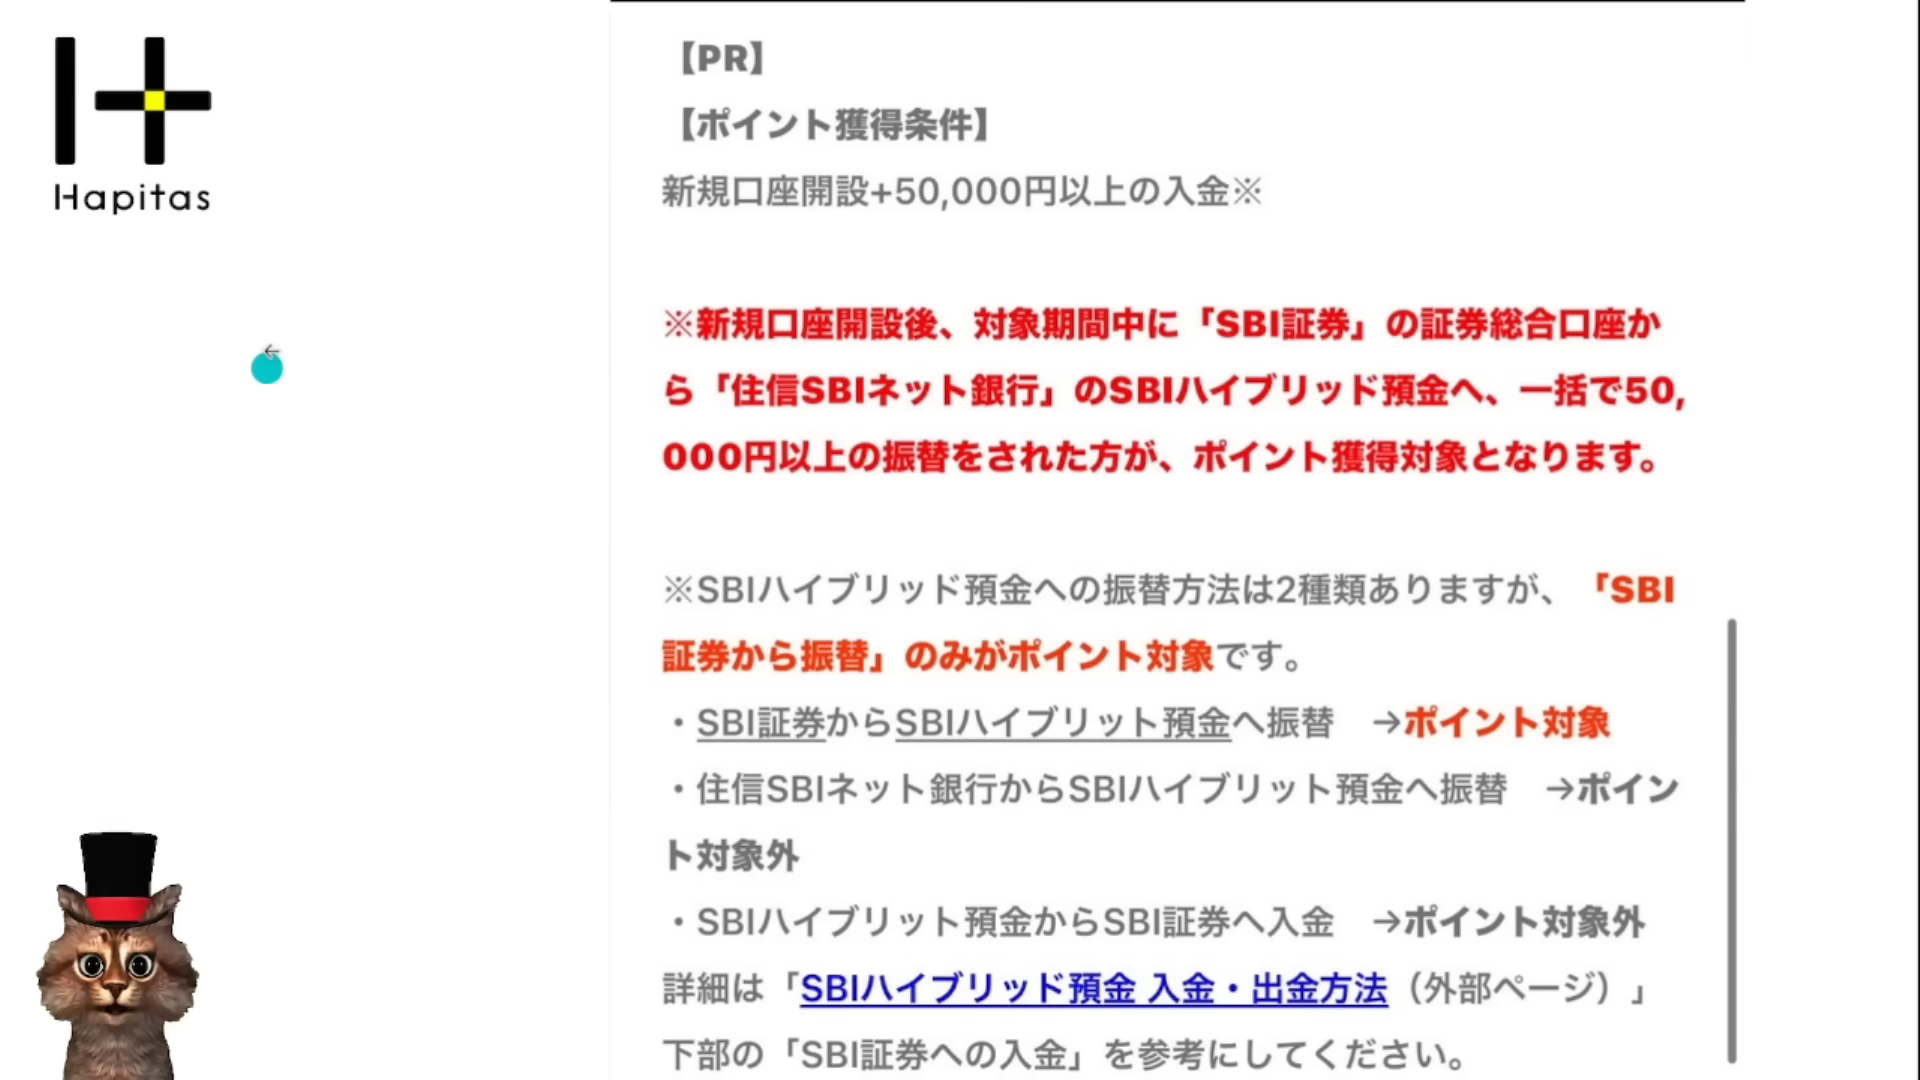 Hapitas
【PR】
【ポイント獲得条件】
新規口座開設+50,000円以上の入金※
※新規口座開設後、対象期間中に「SBI証券」の証券総合口座か
ら「住信SBIネット銀行」のSBIハイブリッド預金へ、一括で50,
000円以上の振替をされた方が、ポイント獲得対象となります。
※SBIハイブリッド預金への振替方法は2種類ありますが、「SBI
証券から振替」のみがポイント対象です。
・SBI証券からSBIハイブリット預金へ振替　→ポイント対象
・住信SBIネット銀行からSBIハイブリット預金へ振替　→ポイン
ト対象外
・SBIハイブリット預金からSBI証券へ入金　→ポイント対象外
詳細は「SBIハイブリッド預金 入金・出金方法（外部ページ）」
下部の「SBI証券への入金」を参考にしてください。